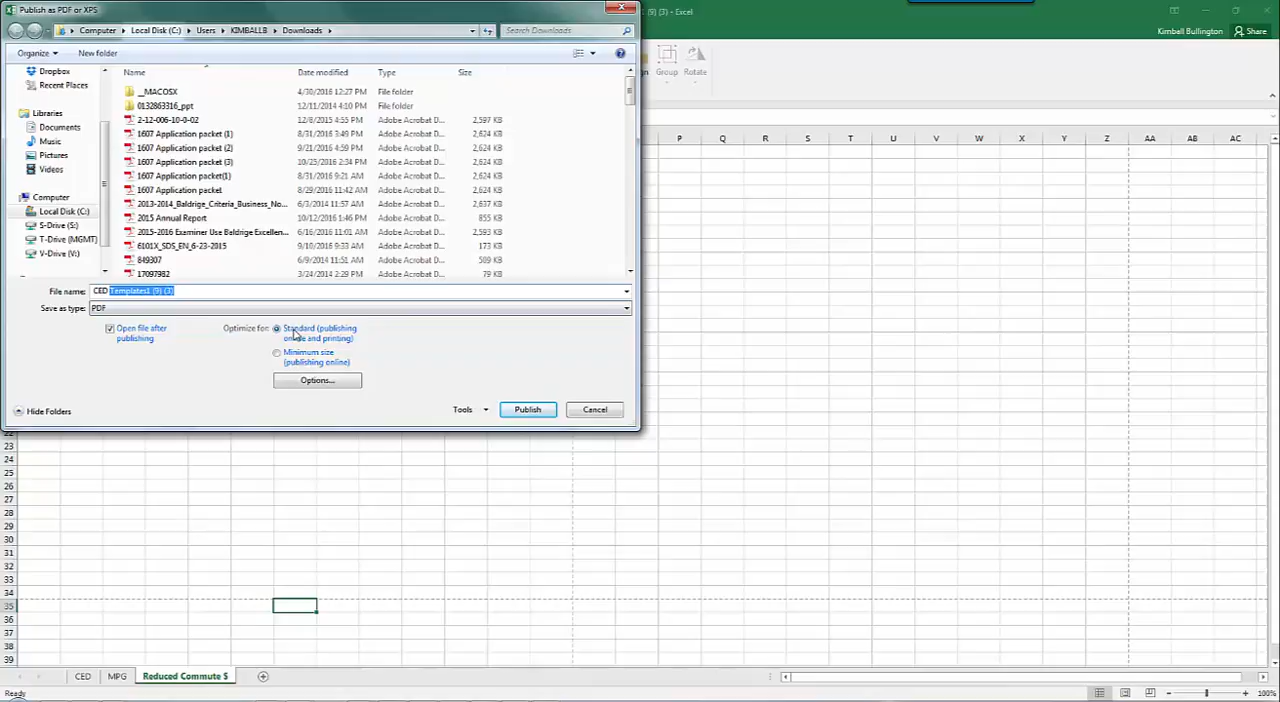 Publish as PDF or XPS
(9) (3) - Excel
Computer Local Disk (C:) Users KIMBALLB Downloads Search Downloads
Kimball Bullington Share
Organize New folder
Group Rotate
Name Date modified Type Size
Dropbox
Recent Places
Libraries
Documents
Music
Pictures
Videos
Computer
Local Disk (C:)
S-Drive (S:)
T-Drive (MGMT)
V-Drive (V:)
__MACOSX 4/30/2016 12:27 PM File folder
0132863316_ppt 12/11/2014 4:10 PM File folder
2-12-006-10-0-02 12/8/2015 4:55 PM Adobe Acrobat D... 2,597 KB
1607 Application packet (1) 8/31/2016 3:49 PM Adobe Acrobat D... 2,624 KB
1607 Application packet (2) 9/21/2016 4:59 PM Adobe Acrobat D... 2,624 KB
1607 Application packet (3) 10/25/2016 2:34 PM Adobe Acrobat D... 2,624 KB
1607 Application packet(1) 8/31/2016 9:21 AM Adobe Acrobat D... 2,624 KB
1607 Application packet 8/29/2016 11:42 AM Adobe Acrobat D... 2,624 KB
2013-2014_Baldrige_Criteria_Business_No... 6/3/2014 11:57 AM Adobe Acrobat D... 2,637 KB
2015 Annual Report 10/12/2016 1:46 PM Adobe Acrobat D... 855 KB
2015-2016 Examiner Use Baldrige Excellen... 6/16/2016 11:01 AM Adobe Acrobat D... 2,593 KB
6101X_SDS_EN_6-23-2015 9/10/2016 9:33 AM Adobe Acrobat D... 173 KB
849307 6/9/2014 11:51 AM Adobe Acrobat D... 509 KB
17097982 3/24/2014 2:29 PM Adobe Acrobat D... 79 KB
File name: CED Templates1 (9) (3)
Save as type: PDF
Open file after
publishing
Optimize for: Standard (publishing
online and printing)
Minimum size
(publishing online)
Options...
Hide Folders Tools Publish Cancel
P Q R S T U V W X Y Z AA AB AC
22
23
24
25
26
27
28
29
30
31
32
33
34
35
36
37
38
39
CED MPG Reduced Commute S
Ready 100%